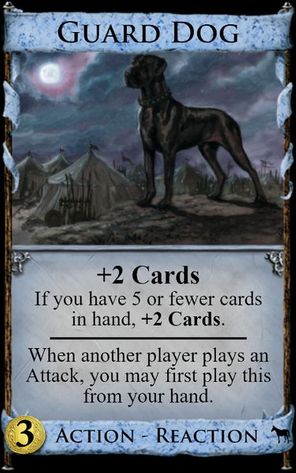 GUARD DOG
+2 Cards
If you have 5 or fewer cards
in hand, +2 Cards.
When another player plays an
Attack, you may first play this
from your hand.
3 ACTION - REACTION